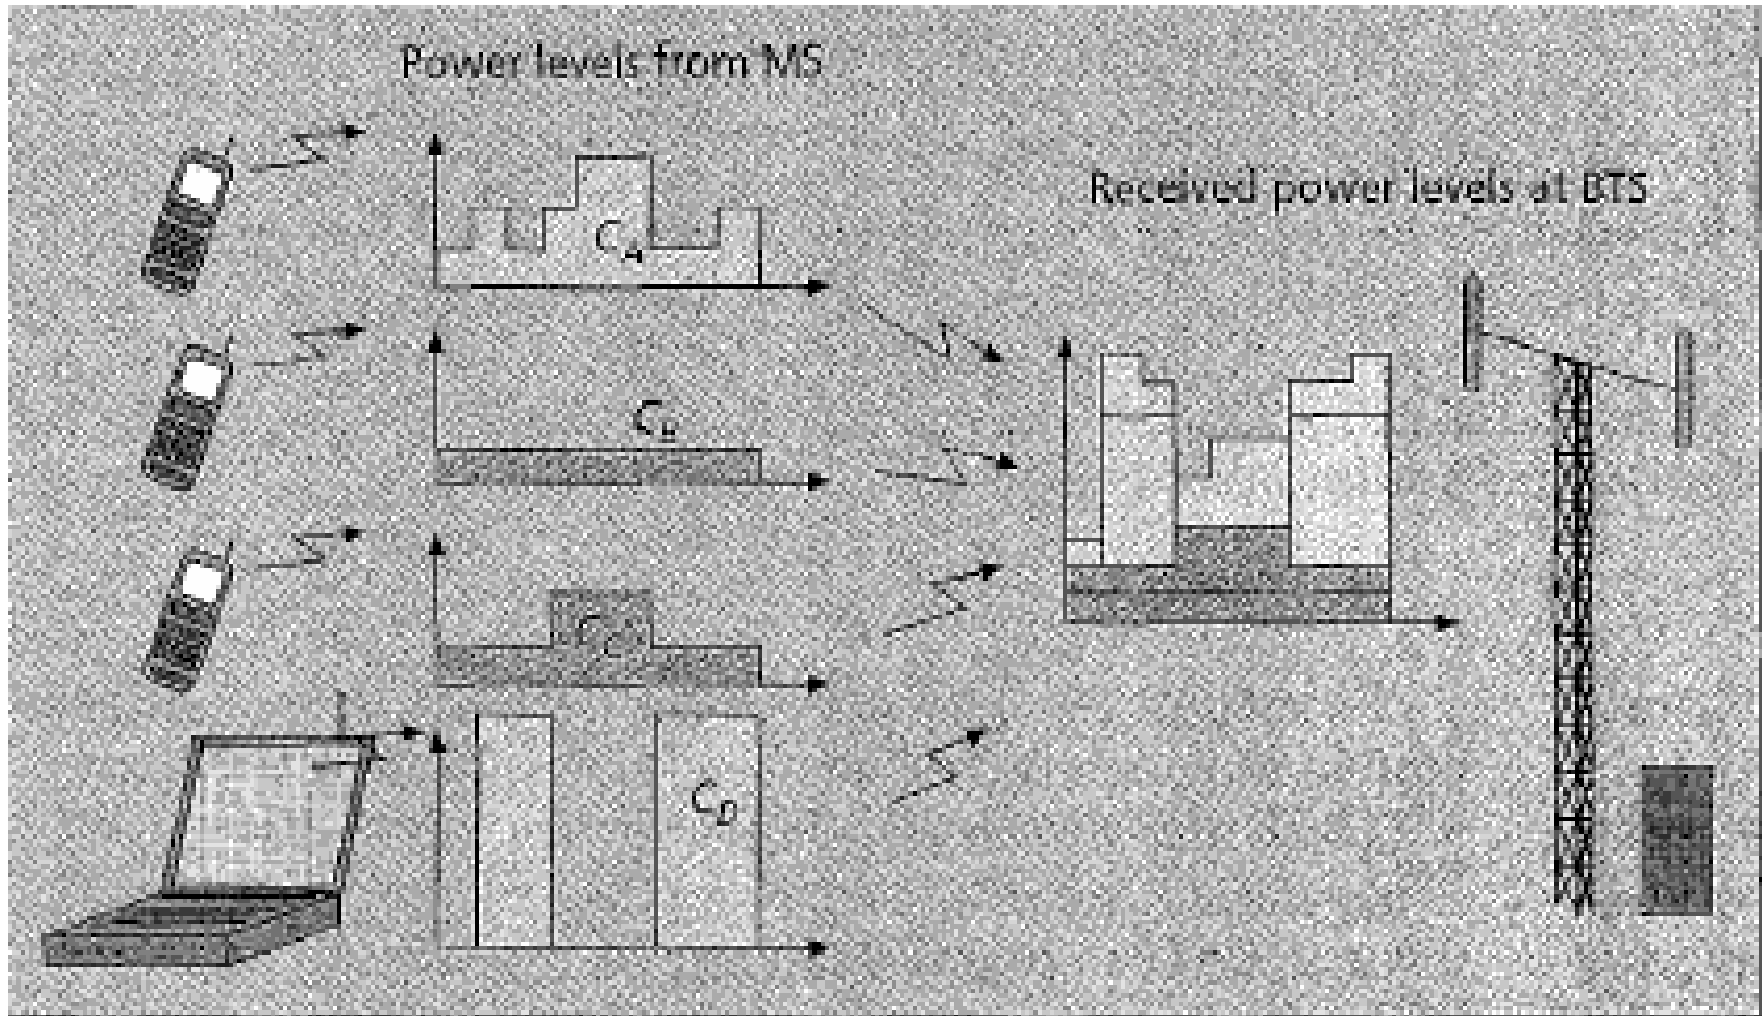 Power levels from MS
Received power levels at BTS
C_A
C_B
C_C
C_D